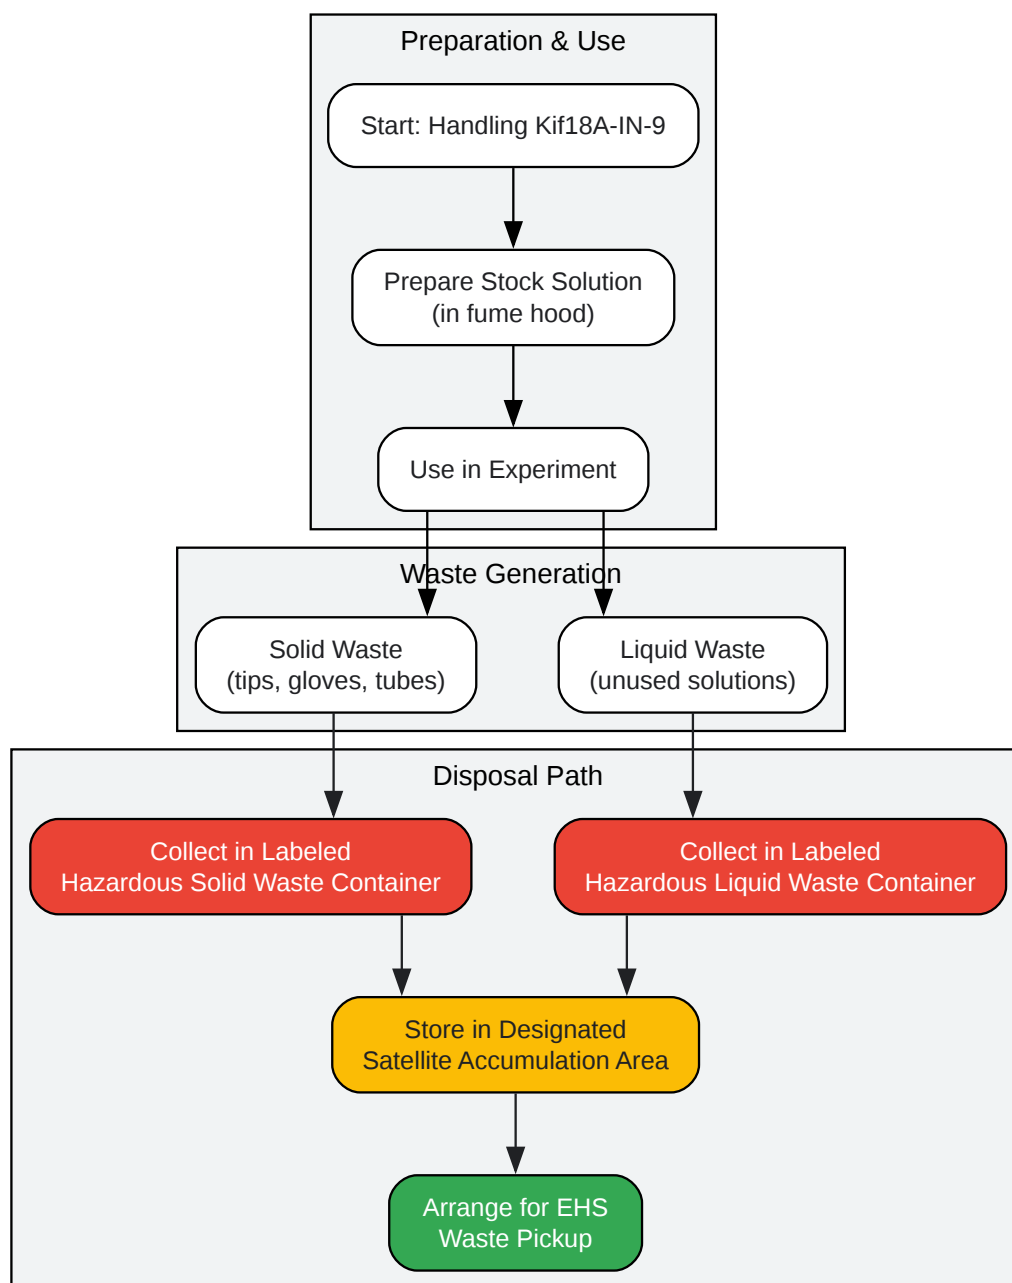 Preparation & Use
Start: Handling Kif18A-IN-9
Prepare Stock Solution
(in fume hood)
Use in Experiment
Waste Generation
Solid Waste
(tips, gloves, tubes)
Liquid Waste
(unused solutions)
Disposal Path
Collect in Labeled
Hazardous Solid Waste Container
Collect in Labeled
Hazardous Liquid Waste Container
Store in Designated
Satellite Accumulation Area
Arrange for EHS
Waste Pickup